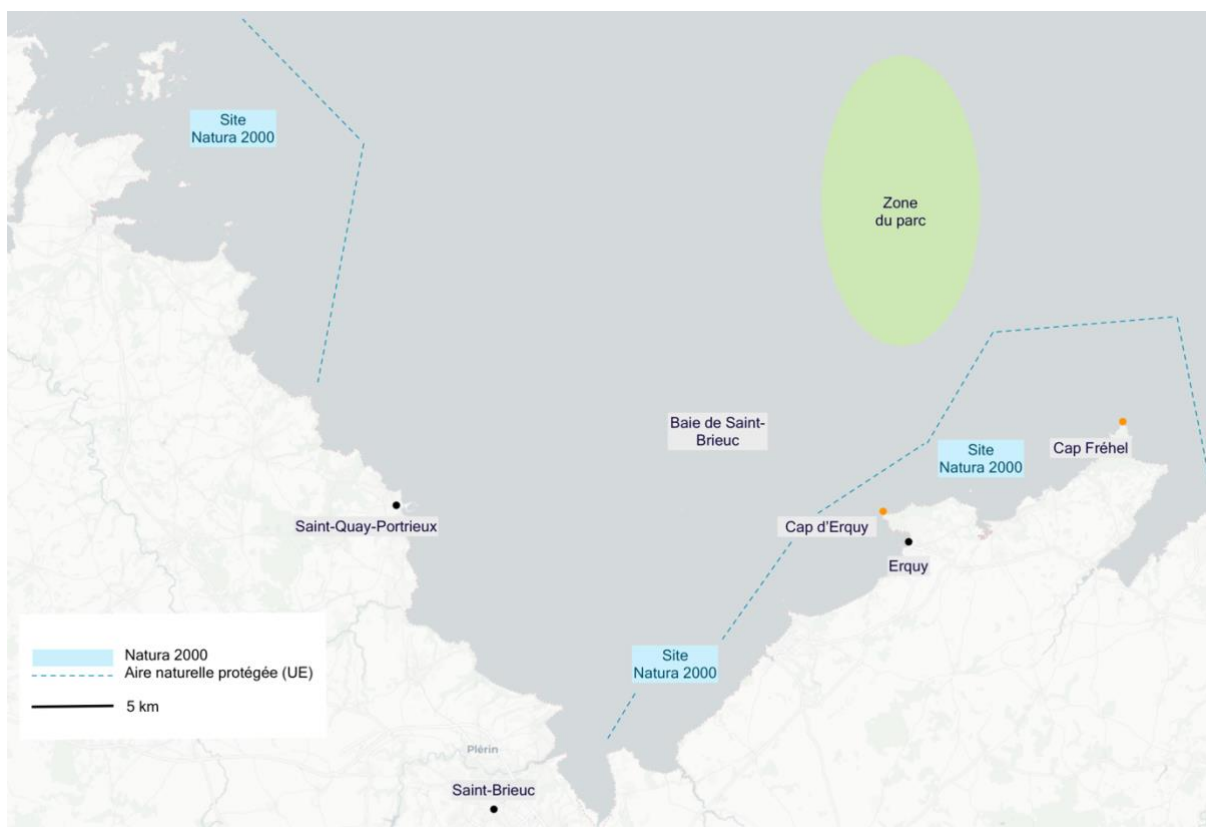 Site
Natura 2000
Zone
du parc
Baie de Saint-
Brieuc
Site
Natura 2000
Cap Fréhel
Saint-Quay-Portrieux
Cap d'Erquy
Erquy
Site
Natura 2000
Natura 2000
Aire naturelle protégée (UE)
5 km
Plérin
Saint-Brieuc